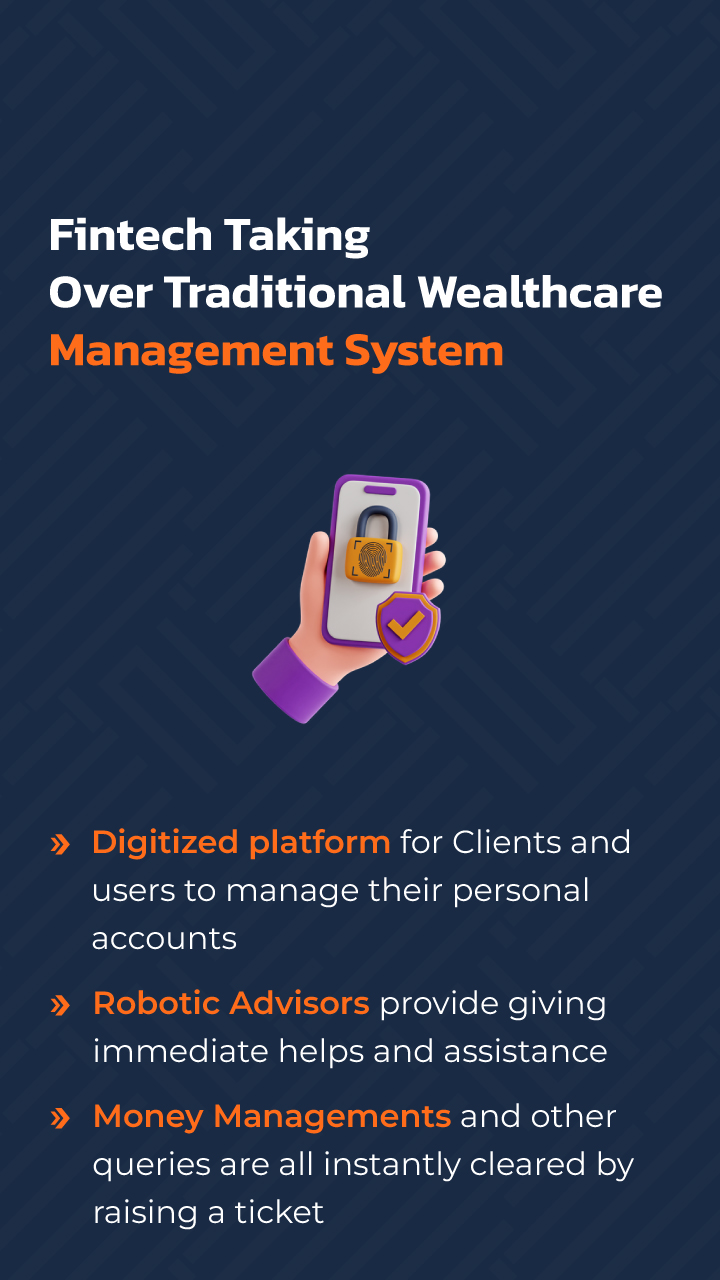 Fintech Taking
Over Traditional Wealthcare
Management System
» Digitized platform for Clients and
users to manage their personal
accounts
» Robotic Advisors provide giving
immediate helps and assistance
» Money Managements and other
queries are all instantly cleared by
raising a ticket